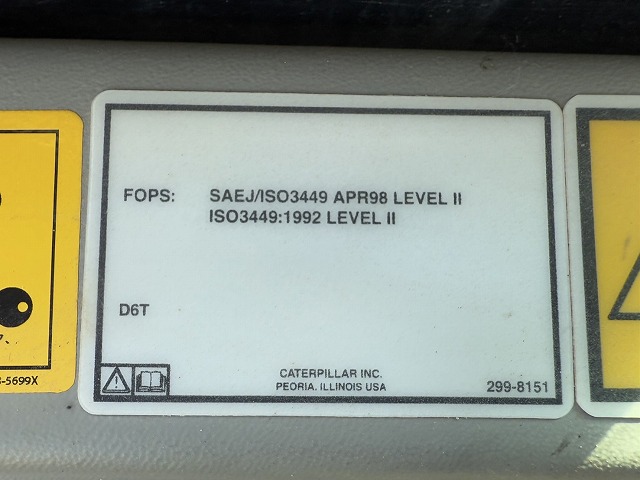 FOPS: SAEJ/ISO3449 APR98 LEVEL II
ISO3449:1992 LEVEL II
D6T
CATERPILLAR INC.
PEORIA, ILLINOIS USA
299-8151
-5699X